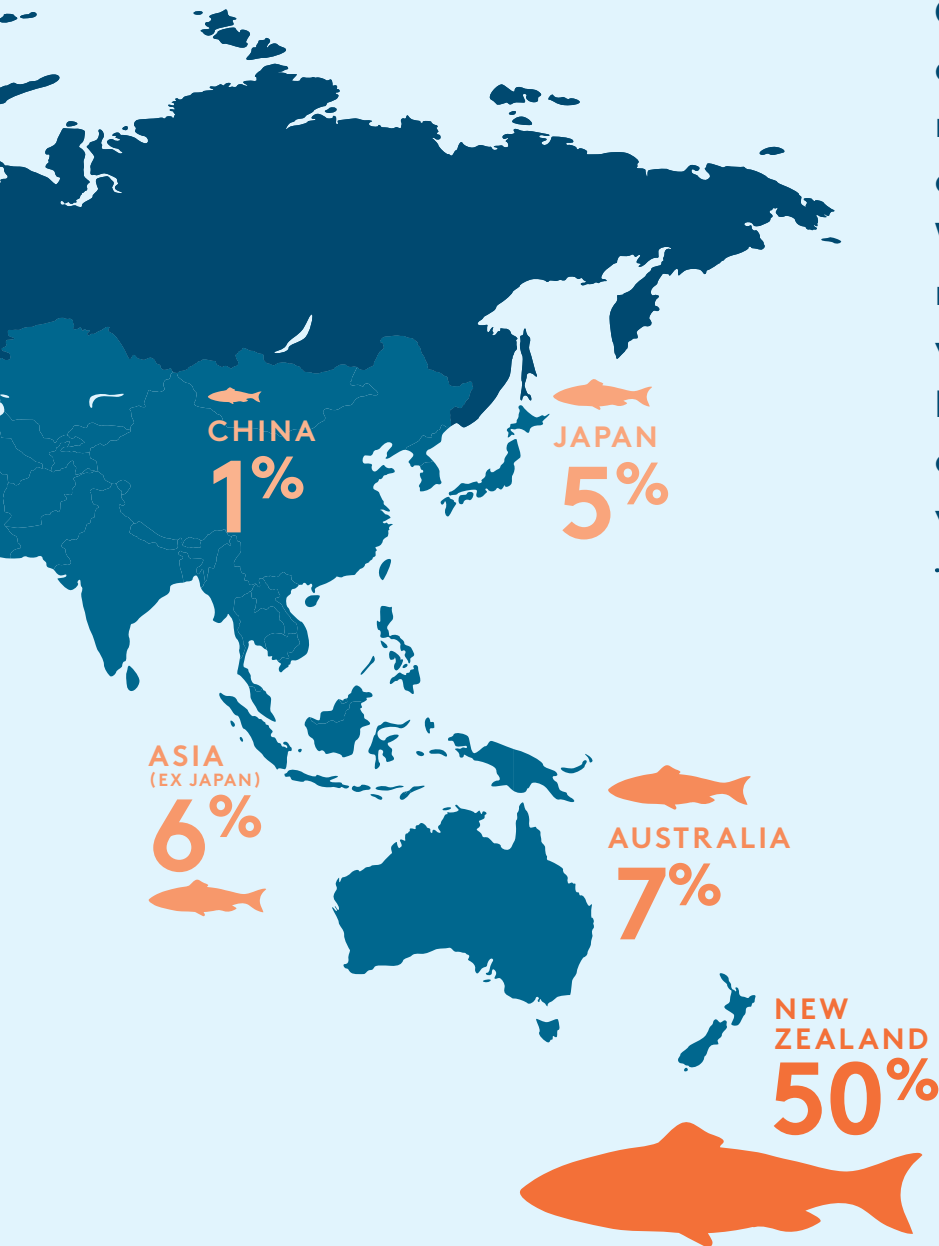 CHINA
1%
JAPAN
5%
ASIA
(EX JAPAN)
6%
AUSTRALIA
7%
NEW
ZEALAND
50%